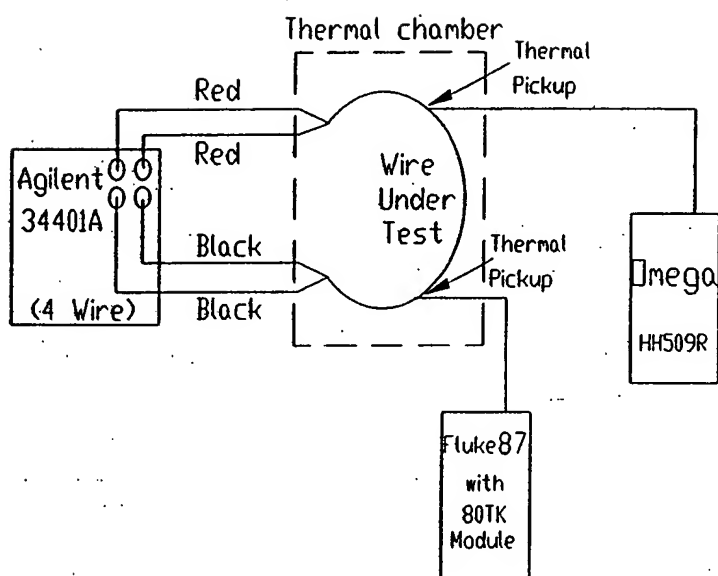 Thermal chamber
Thermal
Pickup
Red
Red
Agilent
34401A
(4 Wire)
Wire
Under
Test
Black
Black
Thermal
Pickup
Omega
HH509R
Fluke87
with
80TK
Module